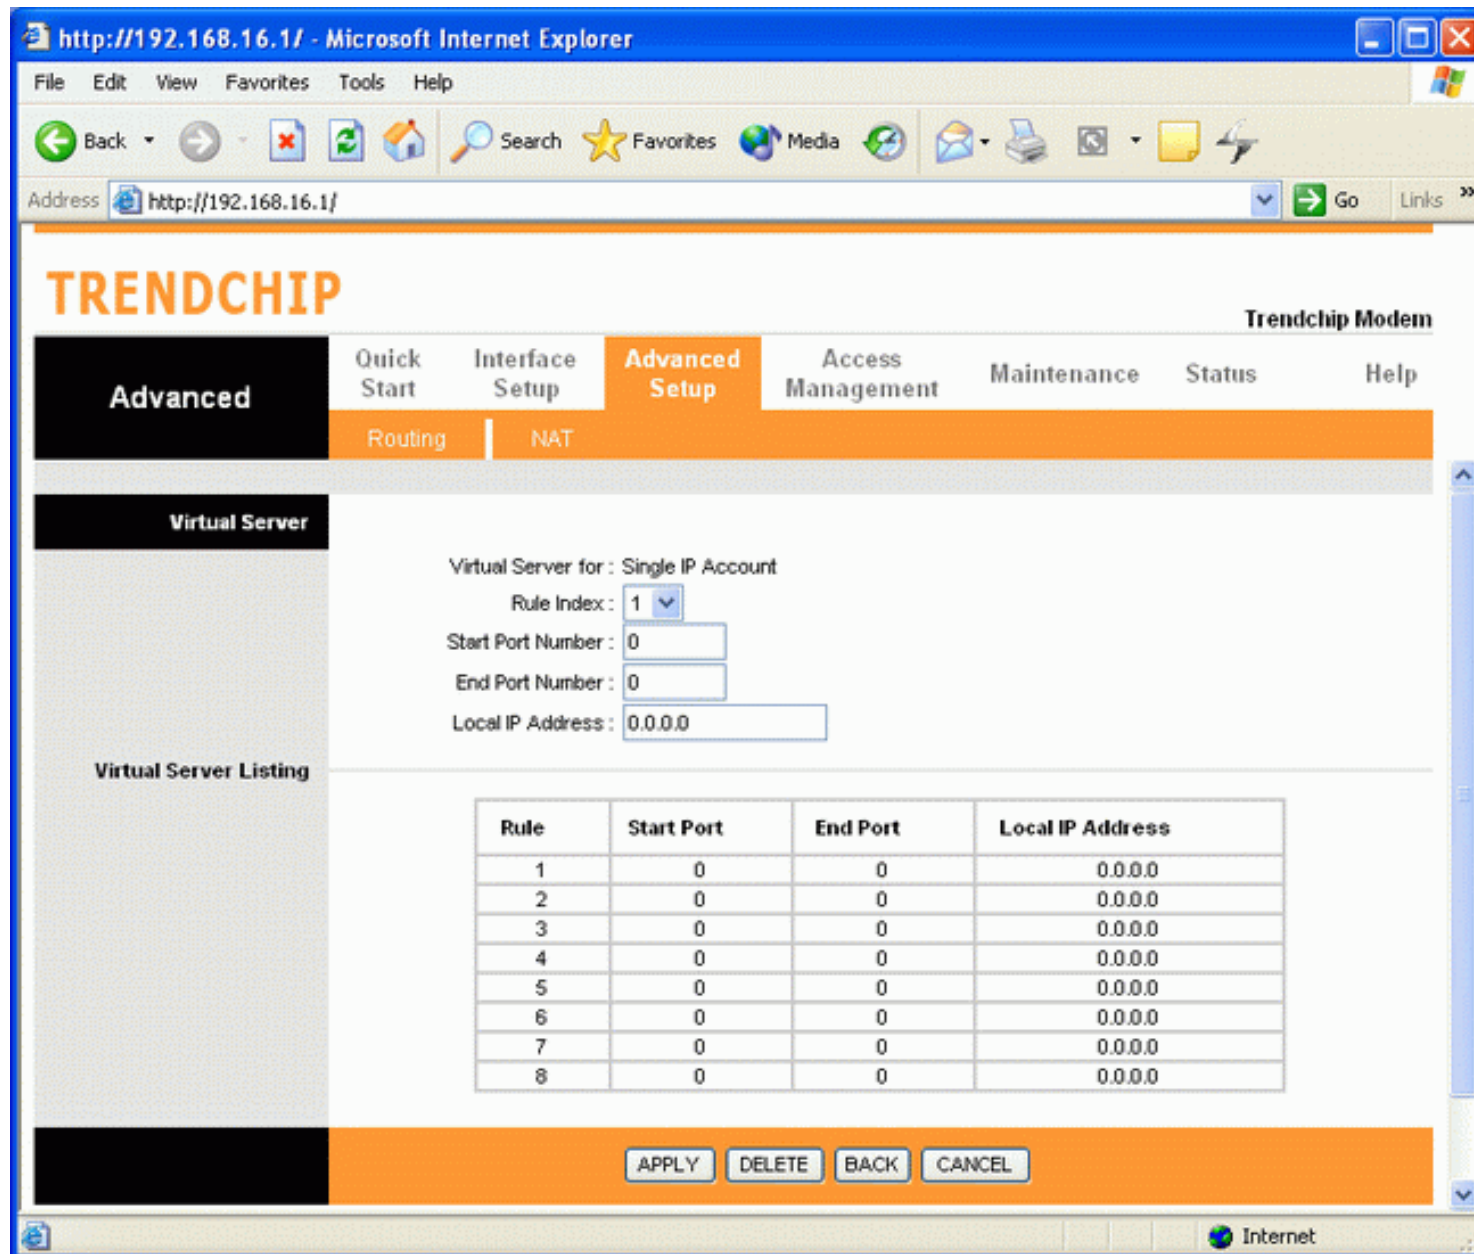 http://192.168.16.1/ - Microsoft Internet Explorer
File Edit View Favorites Tools Help
Back Search Favorites Media
Address http://192.168.16.1/ Go Links »
TRENDCHIP
Trendchip Modem
Advanced
Quick Start Interface Setup Advanced Setup Access Management Maintenance Status Help
Routing NAT
Virtual Server
Virtual Server for : Single IP Account
Rule Index : 1
Start Port Number : 0
End Port Number : 0
Local IP Address : 0.0.0.0
Virtual Server Listing
Rule Start Port End Port Local IP Address
1 0 0 0.0.0.0
2 0 0 0.0.0.0
3 0 0 0.0.0.0
4 0 0 0.0.0.0
5 0 0 0.0.0.0
6 0 0 0.0.0.0
7 0 0 0.0.0.0
8 0 0 0.0.0.0
APPLY DELETE BACK CANCEL
Internet